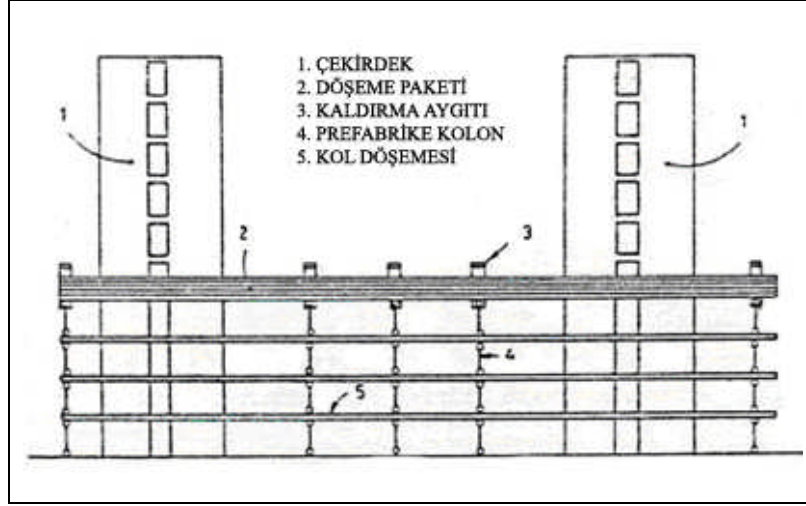 1. ÇEKİRDEK
2. DÖŞEME PAKETİ
3. KALDIRMA AYGITI
4. PREFABRİKE KOLON
5. KOL DÖŞEMESİ
1
1
2
3
4
5